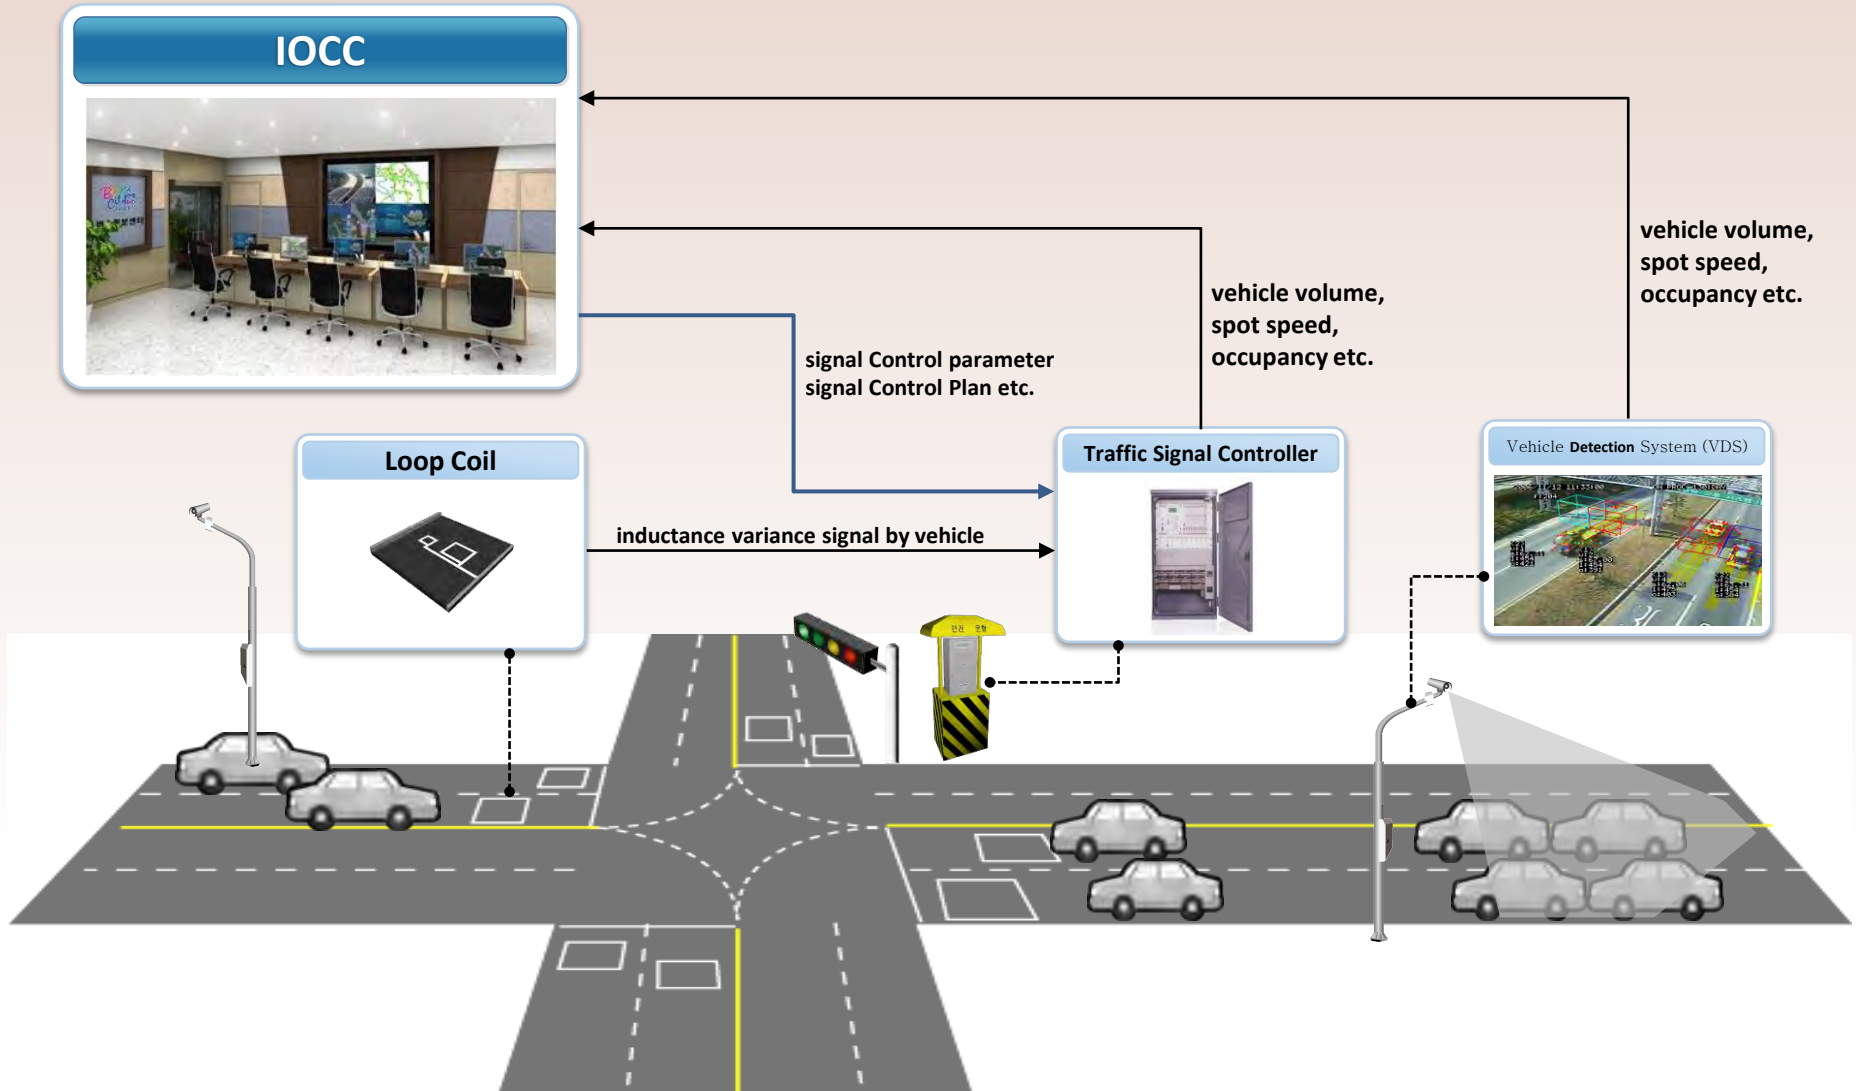 IOCC
vehicle volume,
spot speed,
occupancy etc.
vehicle volume,
spot speed,
occupancy etc.
signal Control parameter
signal Control Plan etc.
Loop Coil
Traffic Signal Controller
Vehicle Detection System (VDS)
inductance variance signal by vehicle